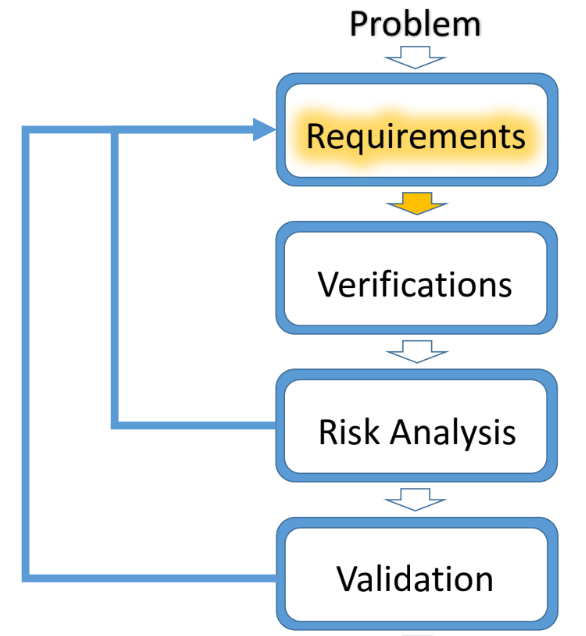 Problem
Requirements
Verifications
Risk Analysis
Validation